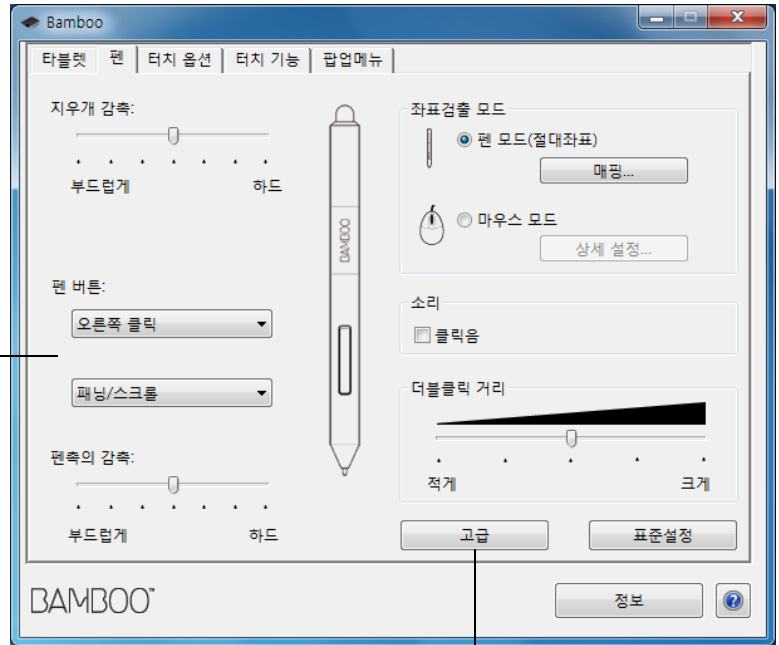 Bamboo
타블렛 펜 터치 옵션 터치 기능 팝업메뉴
지우개 감촉:
부드럽게 하드
펜 버튼:
오른쪽 클릭
패닝/스크롤
펜촉의 감촉:
부드럽게 하드
BAMBOO
좌표검출 모드
펜 모드(절대좌표)
매핑...
마우스 모드
상세 설정...
소리
클릭음
더블클릭 거리
적게 크게
고급 표준설정
BAMBOO™ 정보 ?